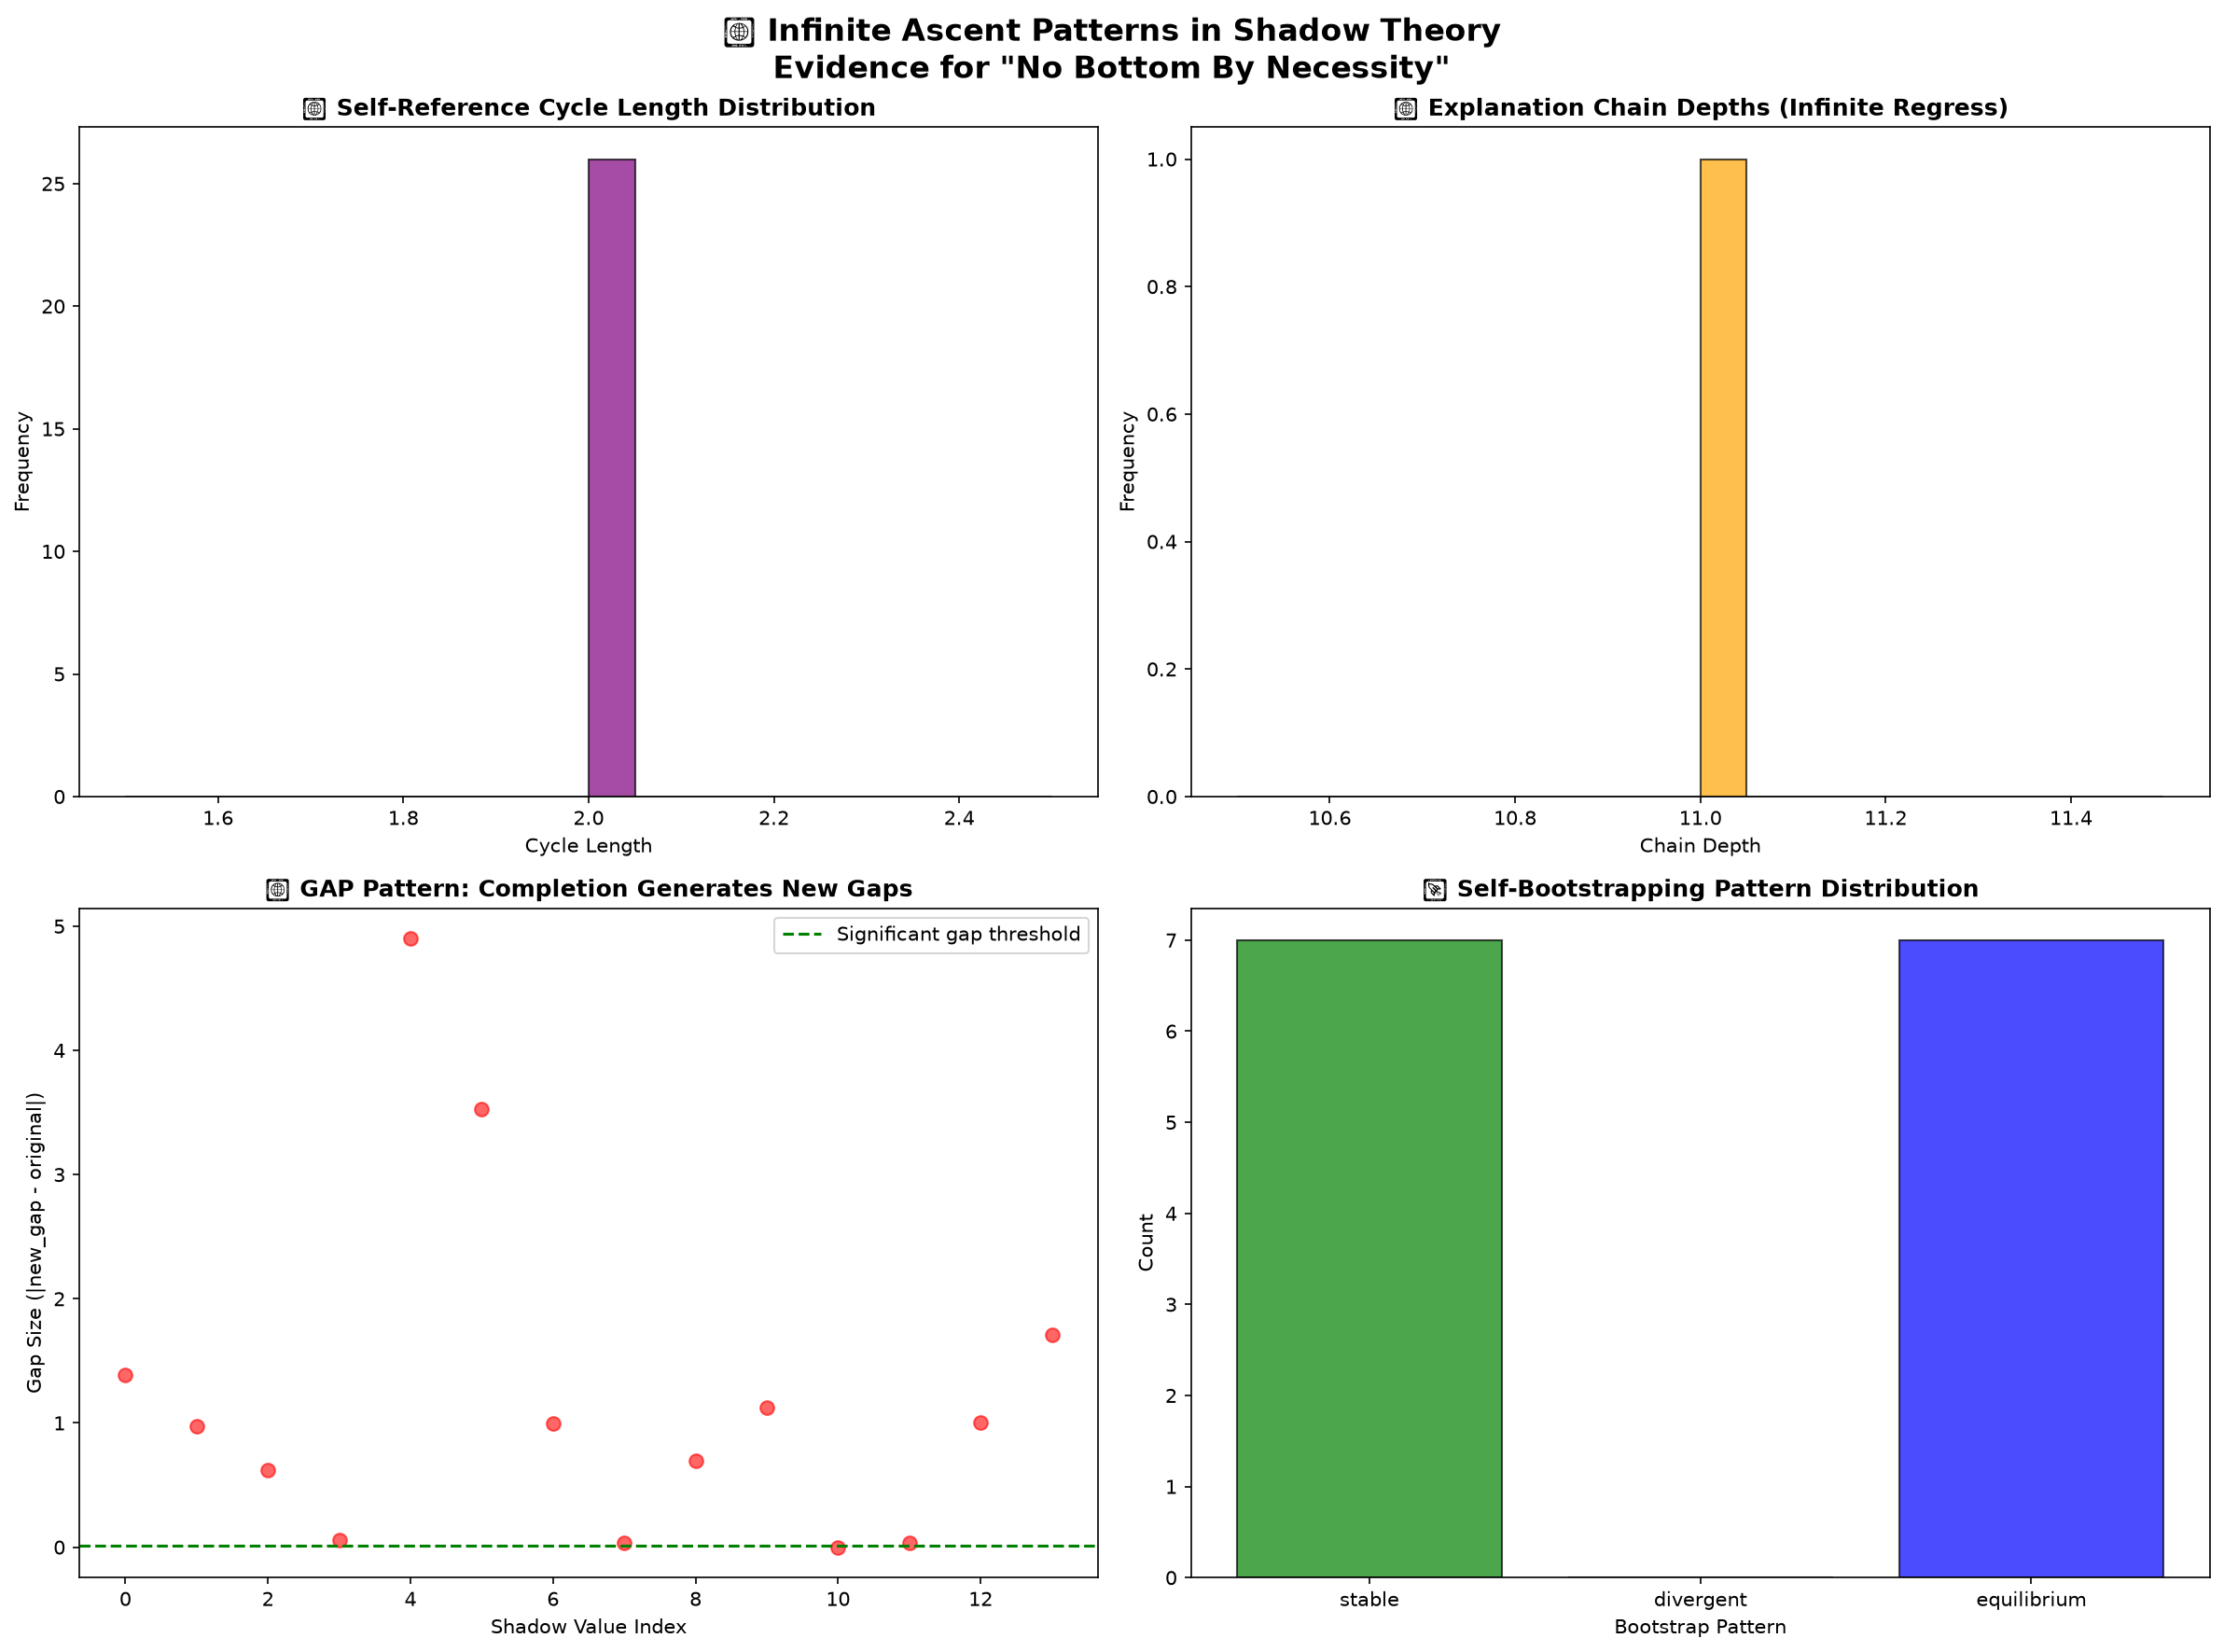 Infinite Ascent Patterns in Shadow Theory
Evidence for "No Bottom By Necessity"
Self-Reference Cycle Length Distribution
Frequency
25
20
15
10
5
0
1.6 1.8 2.0 2.2 2.4
Cycle Length
Explanation Chain Depths (Infinite Regress)
Frequency
1.0
0.8
0.6
0.4
0.2
0.0
10.6 10.8 11.0 11.2 11.4
Chain Depth
GAP Pattern: Completion Generates New Gaps
Significant gap threshold
Gap Size (|new_gap - original|)
5
4
3
2
1
0
0 2 4 6 8 10 12
Shadow Value Index
Self-Bootstrapping Pattern Distribution
Count
7
6
5
4
3
2
1
0
stable divergent equilibrium
Bootstrap Pattern